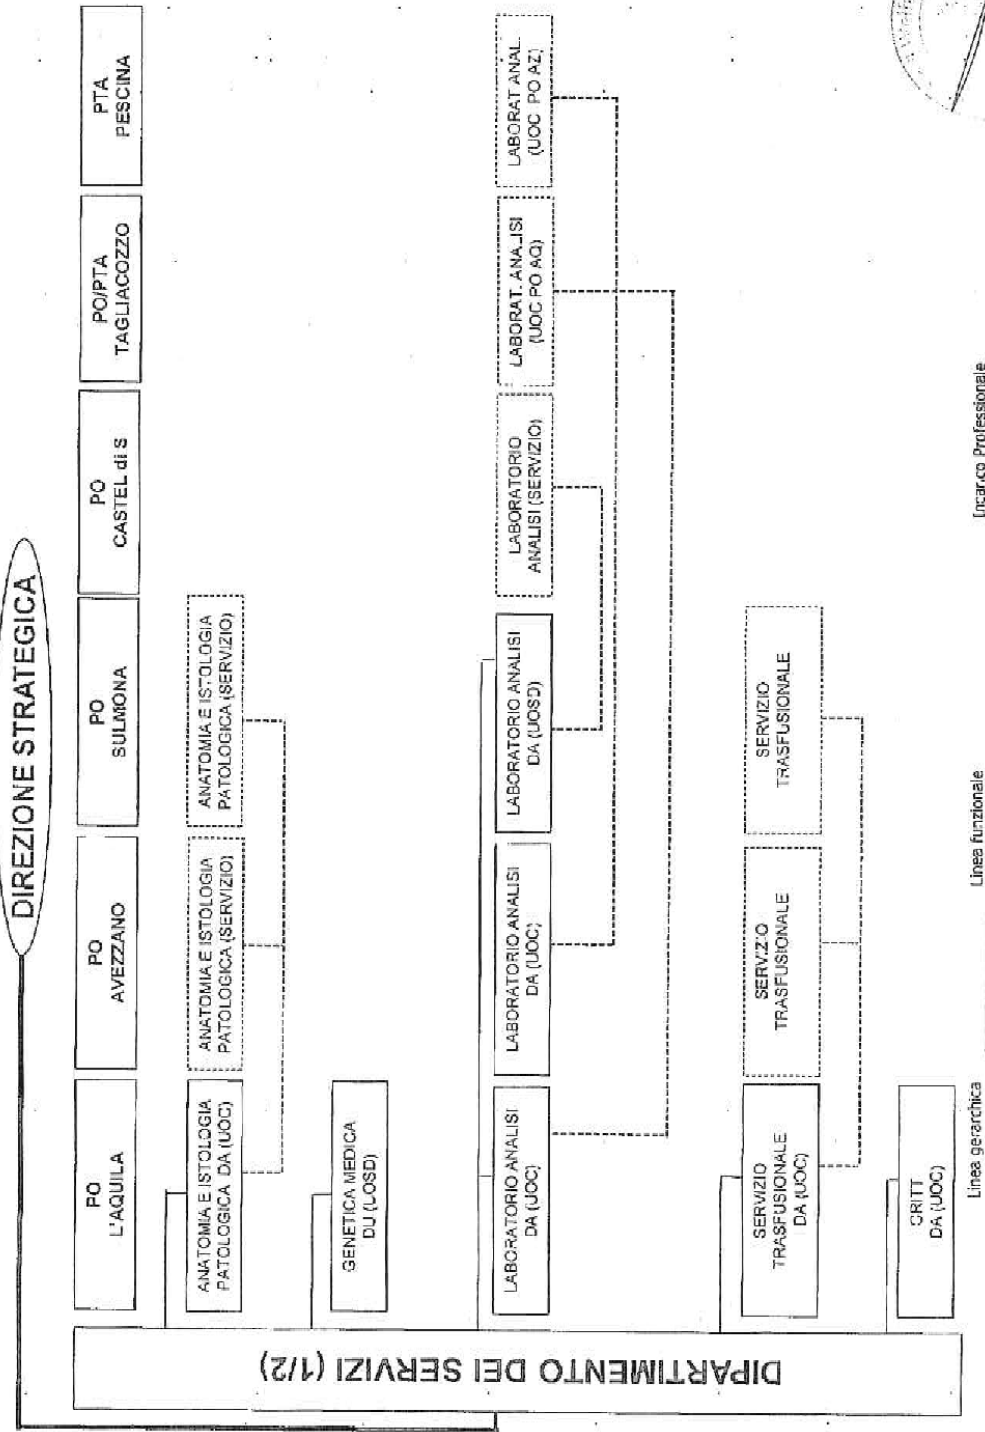 DIREZIONE STRATEGICA
PO
L'AQUILA
PO
AVEZZANO
PO
SULMONA
PO
CASTEL di S
PO/PTA
TAGLIACOZZO
PTA
PESCINA
DIPARTIMENTO DEI SERVIZI (1/2)
ANATOMIA E ISTOLOGIA
PATOLOGICA DA (UOC)
ANATOMIA E ISTOLOGIA
PATOLOGICA (SERVIZIO)
ANATOMIA E ISTOLOGIA
PATOLOGICA (SERVIZIO)
GENETICA MEDICA
DU (UOSD)
LABORATORIO ANALISI
DA (UOC)
LABORATORIO ANALISI
DA (UOC)
LABORATORIO ANALISI
DA (UOSD)
LABORATORIO
ANALISI (SERVIZIO)
LABORAT. ANALISI
(UOC PO AQ)
LABORAT ANAL.
(UOC PO AZ)
SERVIZIO
TRASFUSIONALE
DA (UOC)
SERVIZIO
TRASFUSIONALE
SERVIZIO
TRASFUSIONALE
CRITT
DA (UOC)
Linea gerarchica
Linea funzionale
Incarico Professionale